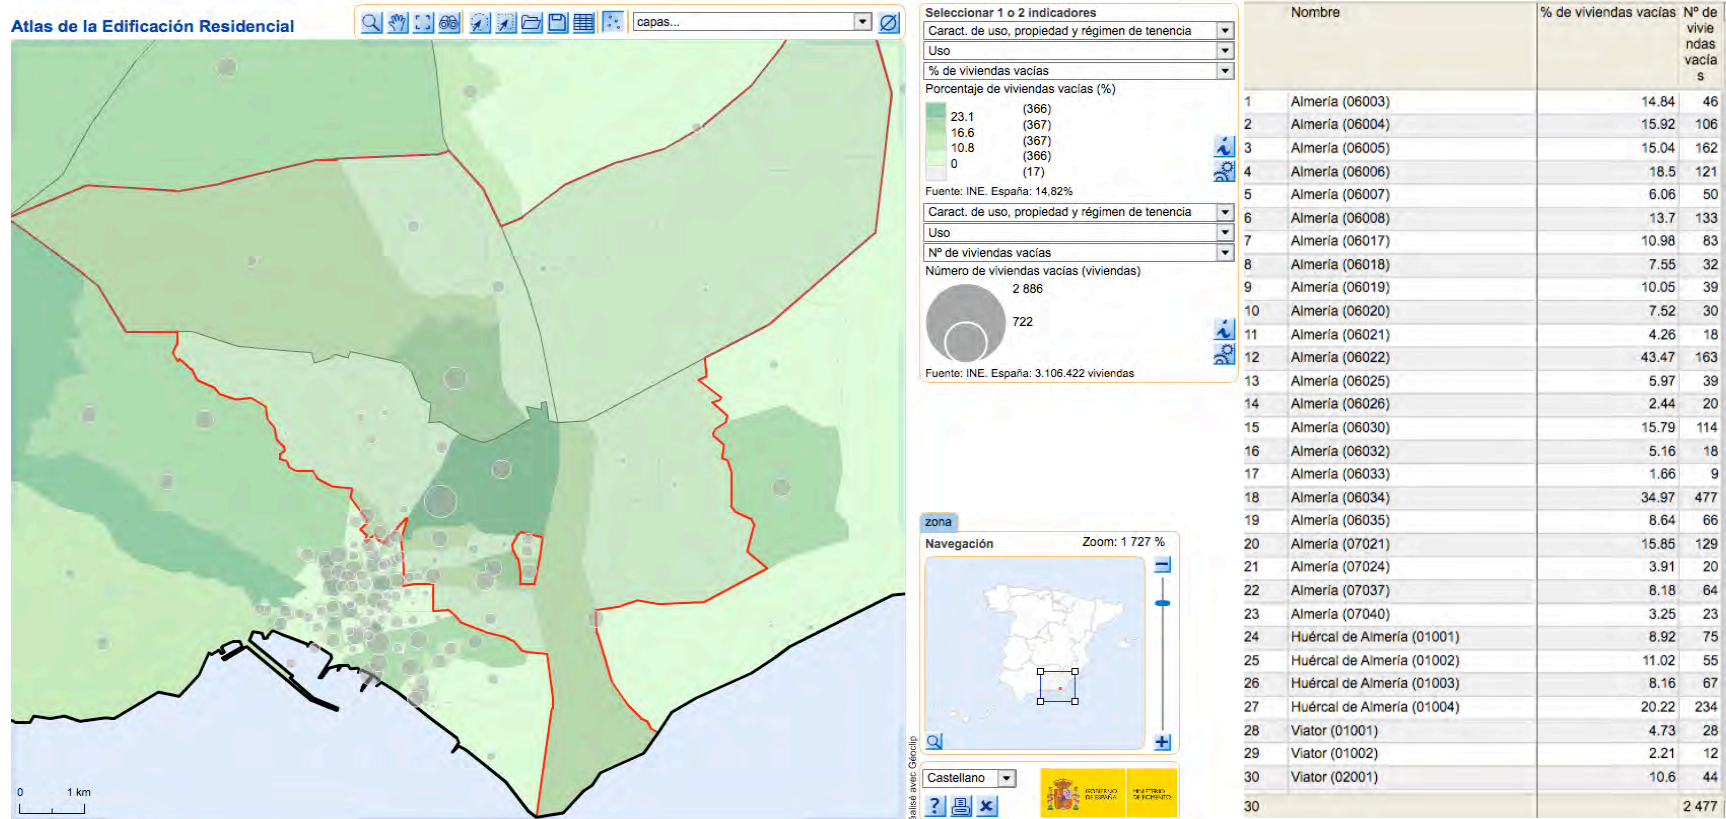 Atlas de la Edificación Residencial
capas...
0 1 km
Seleccionar 1 o 2 indicadores
Caract. de uso, propiedad y régimen de tenencia
Uso
% de viviendas vacías
Porcentaje de viviendas vacías (%)
(366)
23.1
(367)
16.6
(367)
10.8
(366)
0
(17)
Fuente: INE. España: 14,82%
Caract. de uso, propiedad y régimen de tenencia
Uso
Nº de viviendas vacías
Número de viviendas vacías (viviendas)
2 886
722
Fuente: INE. España: 3.106.422 viviendas
zona
Navegación Zoom: 1 727 %
Castellano
GOBIERNO DE ESPAÑA
MINISTERIO DE FOMENTO
avec Géoclip
Nombre % de viviendas vacías Nº de
vivie
ndas
vacía
s
1 Almería (06003) 14.84 46
2 Almería (06004) 15.92 106
3 Almería (06005) 15.04 162
4 Almería (06006) 18.5 121
5 Almería (06007) 6.06 50
6 Almería (06008) 13.7 133
7 Almería (06017) 10.98 83
8 Almería (06018) 7.55 32
9 Almería (06019) 10.05 39
10 Almería (06020) 7.52 30
11 Almería (06021) 4.26 18
12 Almería (06022) 43.47 163
13 Almería (06025) 5.97 39
14 Almería (06026) 2.44 20
15 Almería (06030) 15.79 114
16 Almería (06032) 5.16 18
17 Almería (06033) 1.66 9
18 Almería (06034) 34.97 477
19 Almería (06035) 8.64 66
20 Almería (07021) 15.85 129
21 Almería (07024) 3.91 20
22 Almería (07037) 8.18 64
23 Almería (07040) 3.25 23
24 Huércal de Almería (01001) 8.92 75
25 Huércal de Almería (01002) 11.02 55
26 Huércal de Almería (01003) 8.16 67
27 Huércal de Almería (01004) 20.22 234
28 Viator (01001) 4.73 28
29 Viator (01002) 2.21 12
30 Viator (02001) 10.6 44
30 2 477